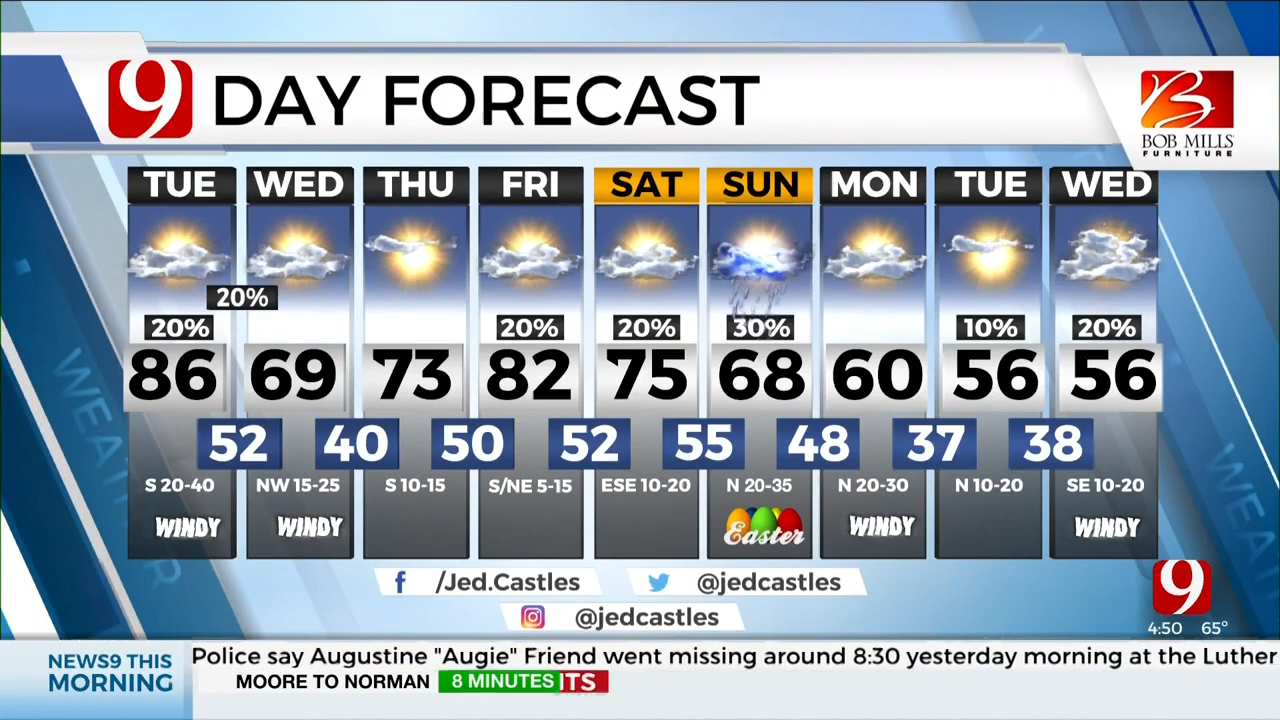 9 DAY FORECAST
BOB MILLS
FURNITURE
TUE WED THU FRI SAT SUN MON TUE WED
20%
20% 20% 20% 30% 10% 20%
86 69 73 82 75 68 60 56 56
52 40 50 52 55 48 37 38
S 20-40 NW 15-25 S 10-15 S/NE 5-15 ESE 10-20 N 20-35 N 20-30 N 10-20 SE 10-20
WINDY WINDY Easter WINDY WINDY
/Jed.Castles @jedcastles
@jedcastles
9
4:50 65°
NEWS9 THIS
MORNING
Police say Augustine "Augie" Friend went missing around 8:30 yesterday morning at the Luther
MOORE TO NORMAN 8 MINUTES
WEATHER